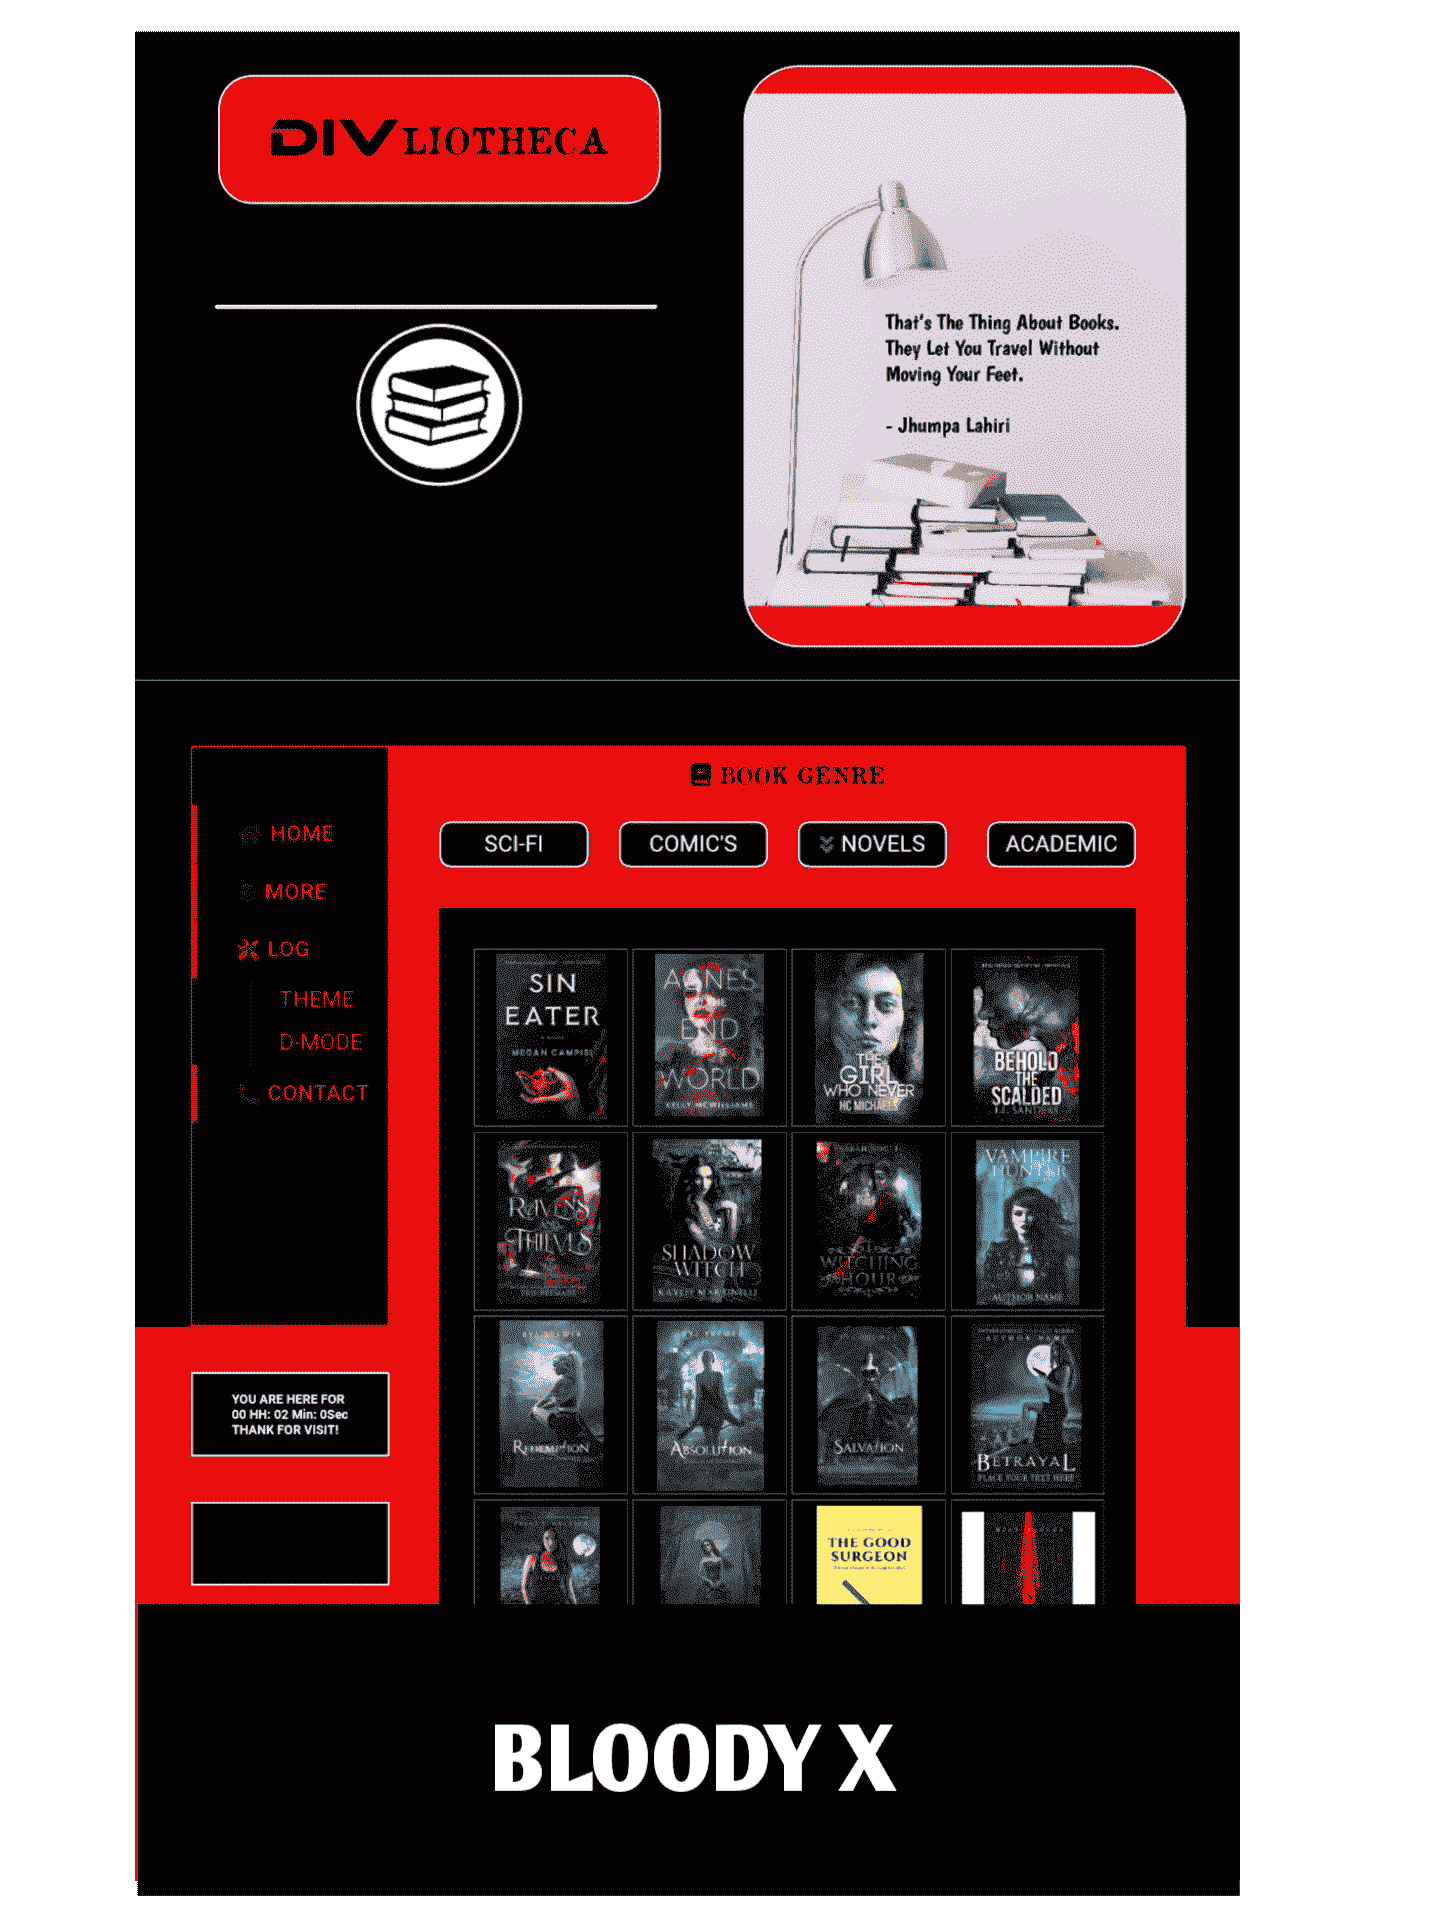 DIVLIOTHECA
That's The Thing About Books.
They Let You Travel Without
Moving Your Feet.
- Jhumpa Lahiri
BOOK GENRE
HOME
MORE
LOG
THEME
D-MODE
CONTACT
SCI-FI
COMIC'S
NOVELS
ACADEMIC
SIN
EATER
MEGAN CAMPISI
AGNES
THE
END
WORLD
KELLY MCWILLIAMS
THE
GIRL
WHO NEVER
HC MICHAELS
BEHOLD
THE
SCALDED
RAVENS
AND
THIEVES
SHADOW
WITCH
KAYLEE MARTINELLI
WITCHING
HOUR
VAMPIRE
HUNTER
AUTHOR NAME
REDEMPTION
ABSOLUTION
SALVATION
AUTHOR NAME
BETRAYAL
PLACE YOUR TEXT HERE
THE GOOD
SURGEON
YOU ARE HERE FOR
00 HH: 02 Min: 0Sec
THANK FOR VISIT!
BLOODY X